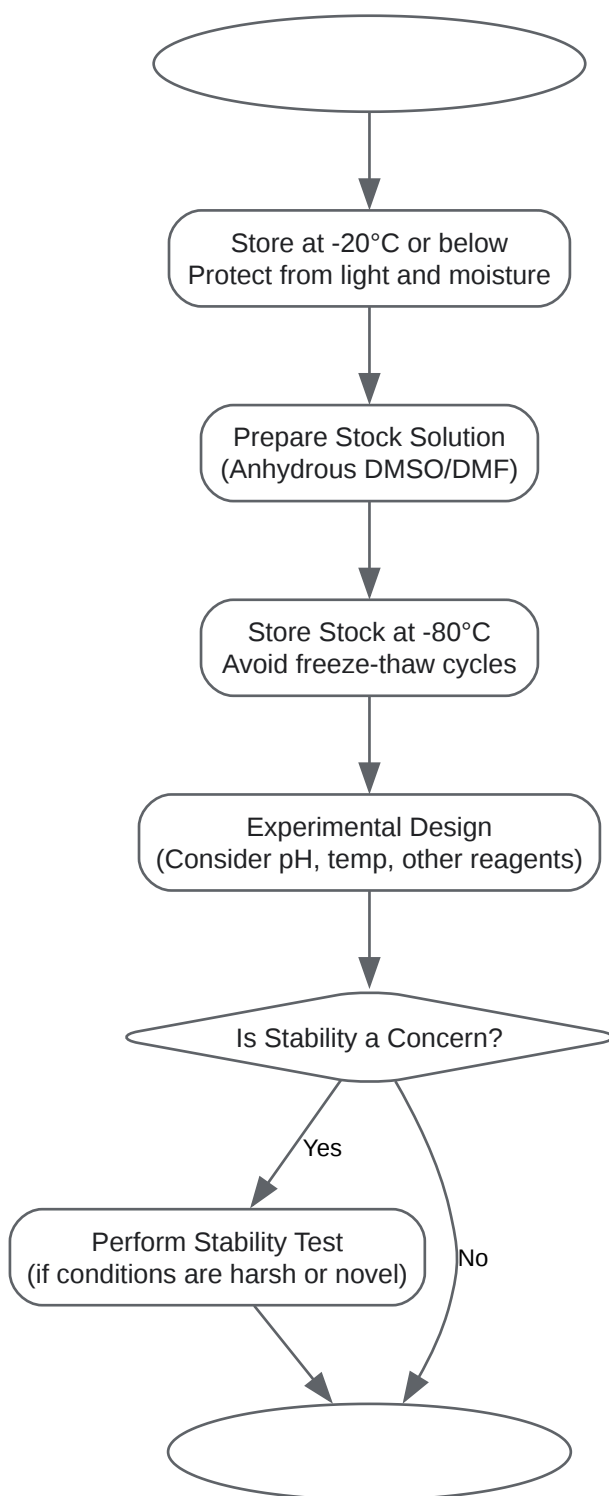 Store at -20°C or below
Protect from light and moisture
Prepare Stock Solution
(Anhydrous DMSO/DMF)
Store Stock at -80°C
Avoid freeze-thaw cycles
Experimental Design
(Consider pH, temp, other reagents)
Is Stability a Concern?
Yes
Perform Stability Test
(if conditions are harsh or novel)
No